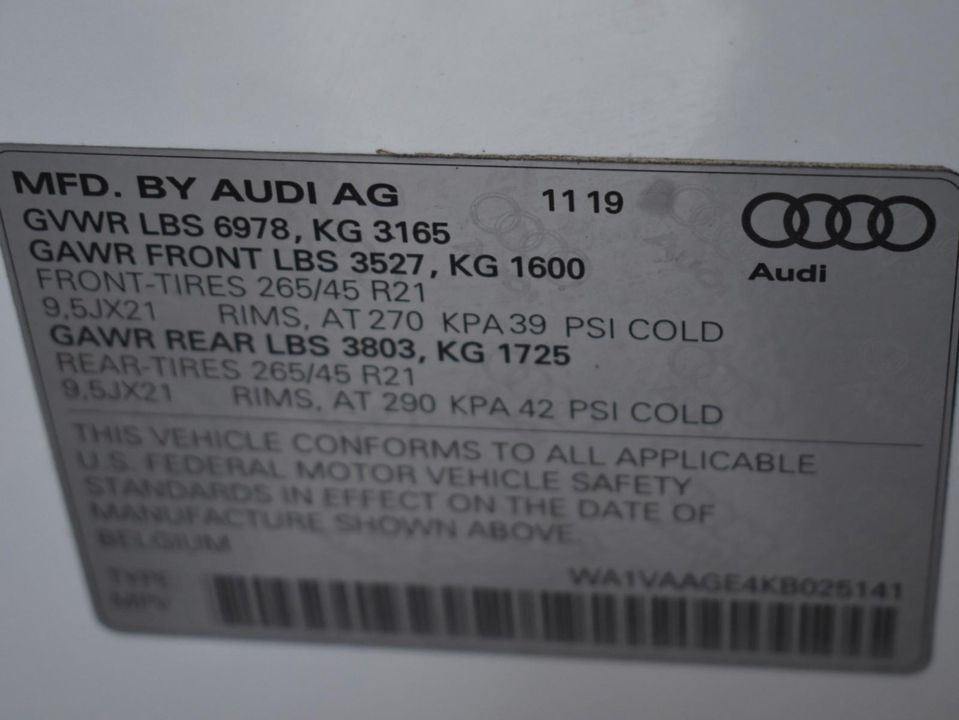 MFD. BY AUDI AG 11 19
GVWR LBS 6978, KG 3165
GAWR FRONT LBS 3527, KG 1600
Audi
FRONT-TIRES 265/45 R21
9,5JX21 RIMS, AT 270 KPA 39 PSI COLD
GAWR REAR LBS 3803, KG 1725
REAR-TIRES 265/45 R21
9,5JX21 RIMS, AT 290 KPA 42 PSI COLD
THIS VEHICLE CONFORMS TO ALL APPLICABLE
U.S. FEDERAL MOTOR VEHICLE SAFETY
STANDARDS IN EFFECT ON THE DATE OF
MANUFACTURE SHOWN ABOVE.
BELGIUM
WA1VAAGE4KB025141
TYPE
MPV